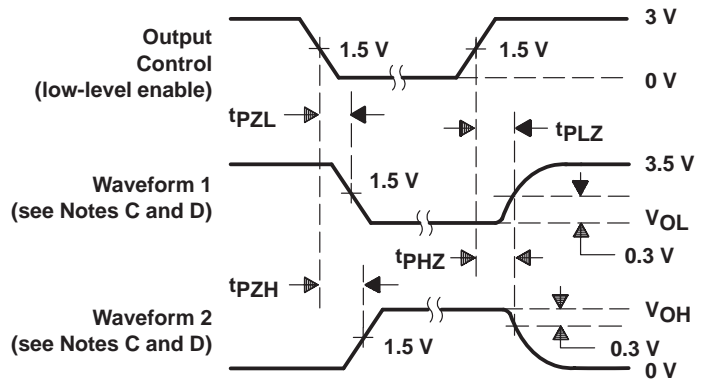 3 V
Output
Control
(low-level enable)
1.5 V
1.5 V
0 V
tPZL
tPLZ
3.5 V
Waveform 1
(see Notes C and D)
1.5 V
VOL
0.3 V
tPHZ
tPZH
VOH
Waveform 2
(see Notes C and D)
1.5 V
0.3 V
0 V